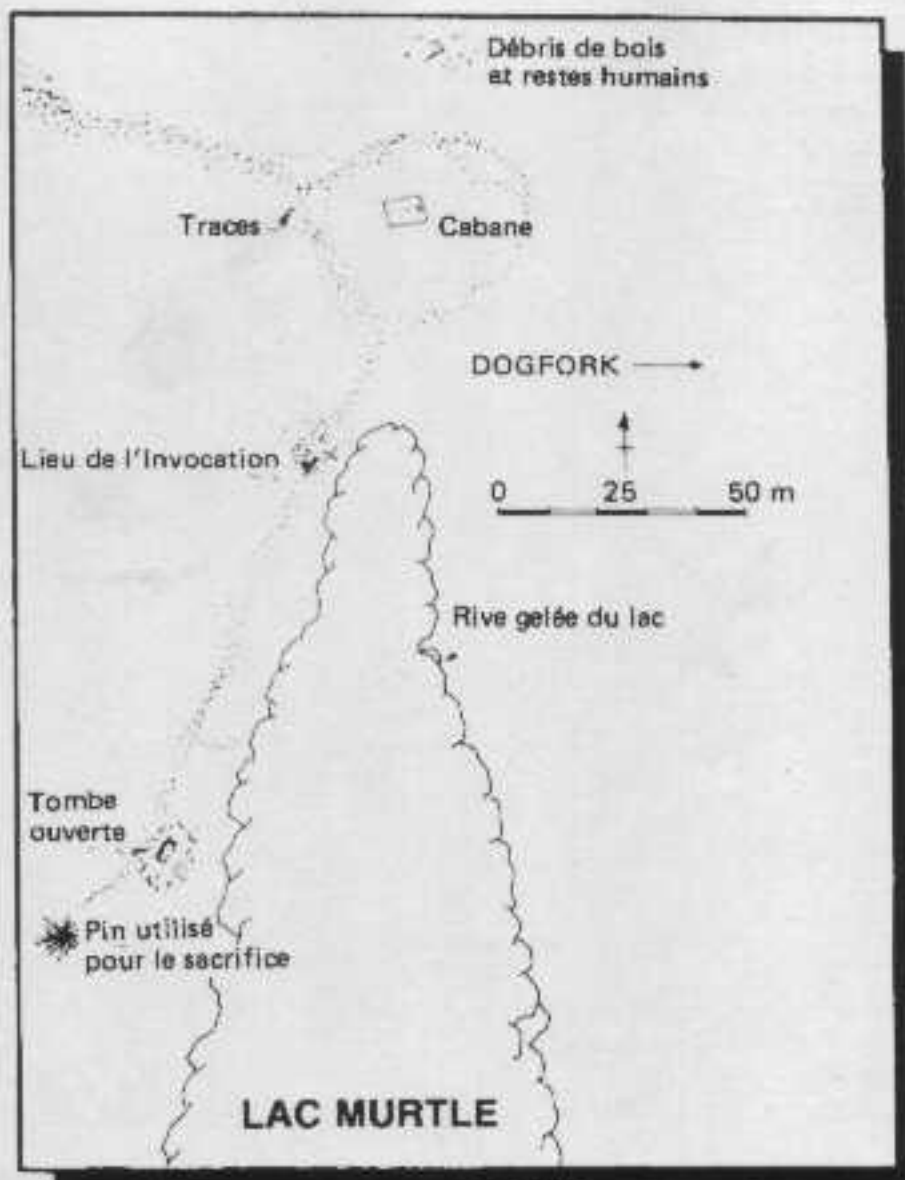 Débris de bois
et restes humains
Traces
Cabane
DOGFORK
Lieu de l'Invocation
0 25 50 m
Rive gelée du lac
Tombe
ouverte
Pin utilisé
pour le sacrifice
LAC MURTLE